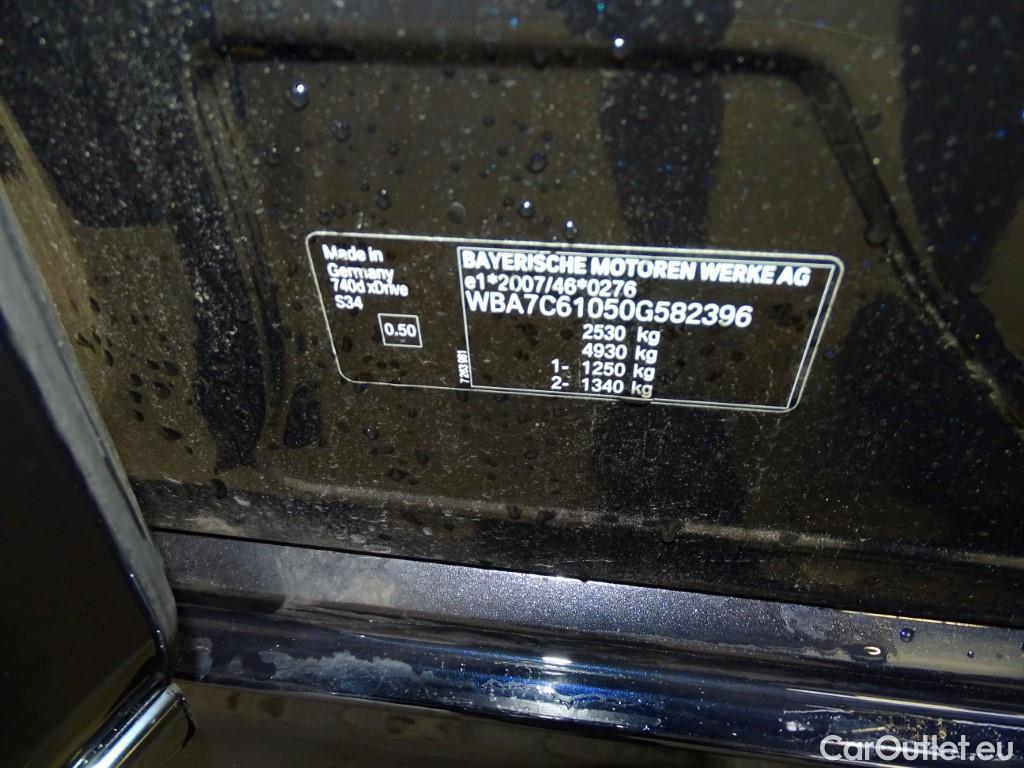 Made in
Germany
740d xDrive
S34
0.50
7263901
BAYERISCHE MOTOREN WERKE AG
e1*2007/46*0276
WBA7C61050G582396
2530 kg
4930 kg
1- 1250 kg
2- 1340 kg
CarOutlet.eu